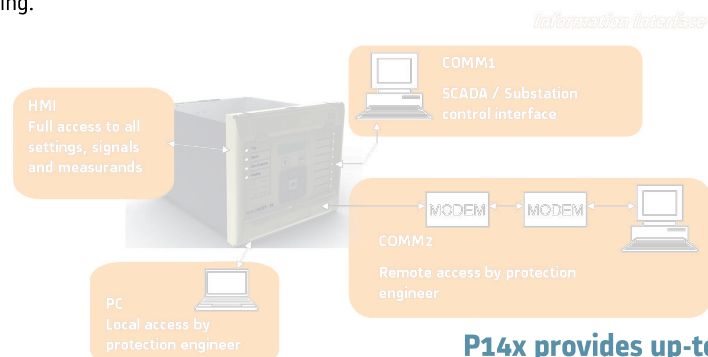 ing.
Information Interface
COMM1
SCADA / Substation
control interface
HMI
Full access to all
settings, signals
and measurands
MODEM
MODEM
COMM2
Remote access by protection
engineer
PC
Local access by
protection engineer
P14x provides up-to